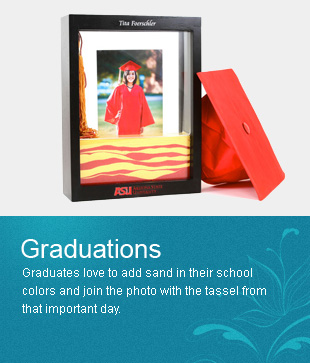 Tita Foerschler
ASU
Graduations
Graduates love to add sand in their school
colors and join the photo with the tassel from
that important day.